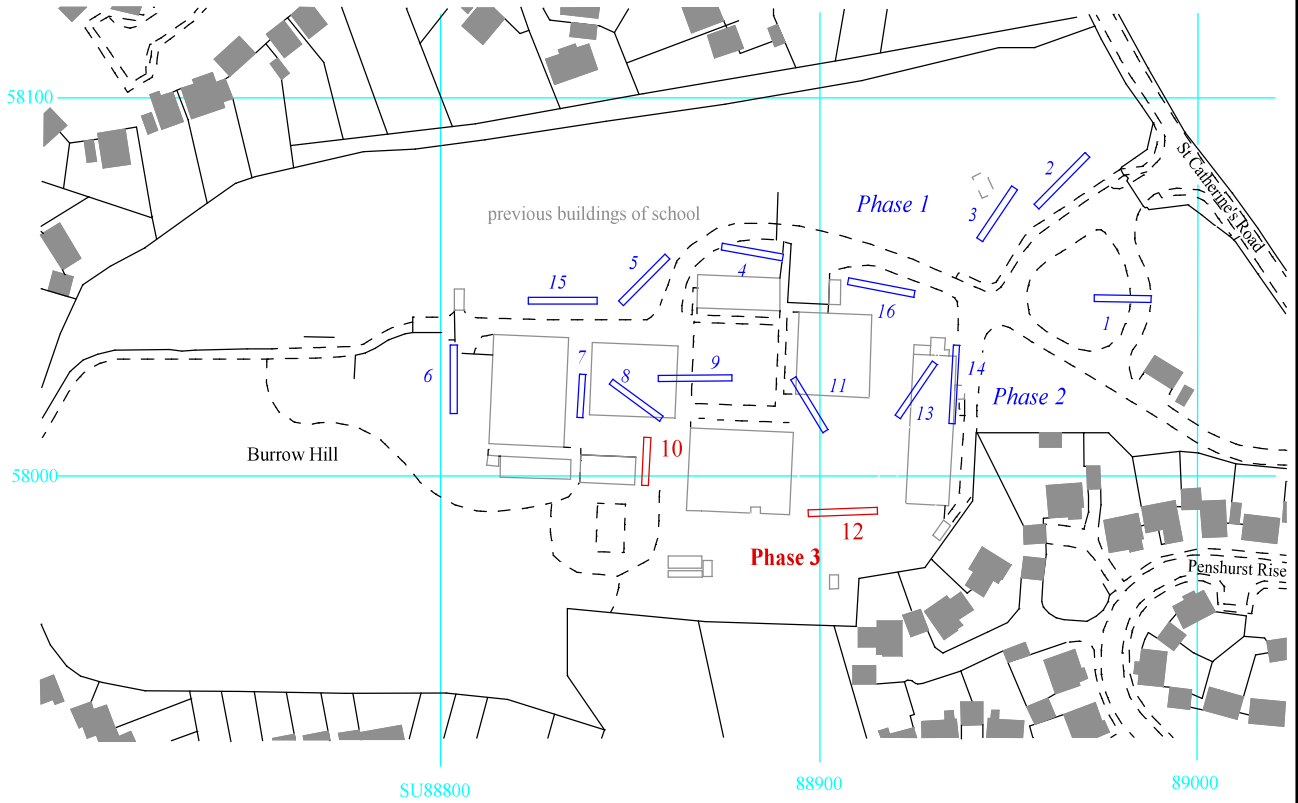 58100
St Catherine's Road
2
Phase 1
3
previous buildings of school
5
4
15
16
1
7
9
14
6
8
11
Phase 2
13
10
Burrow Hill
58000
12
Phase 3
Penshurst Rise
SU88800
88900
89000